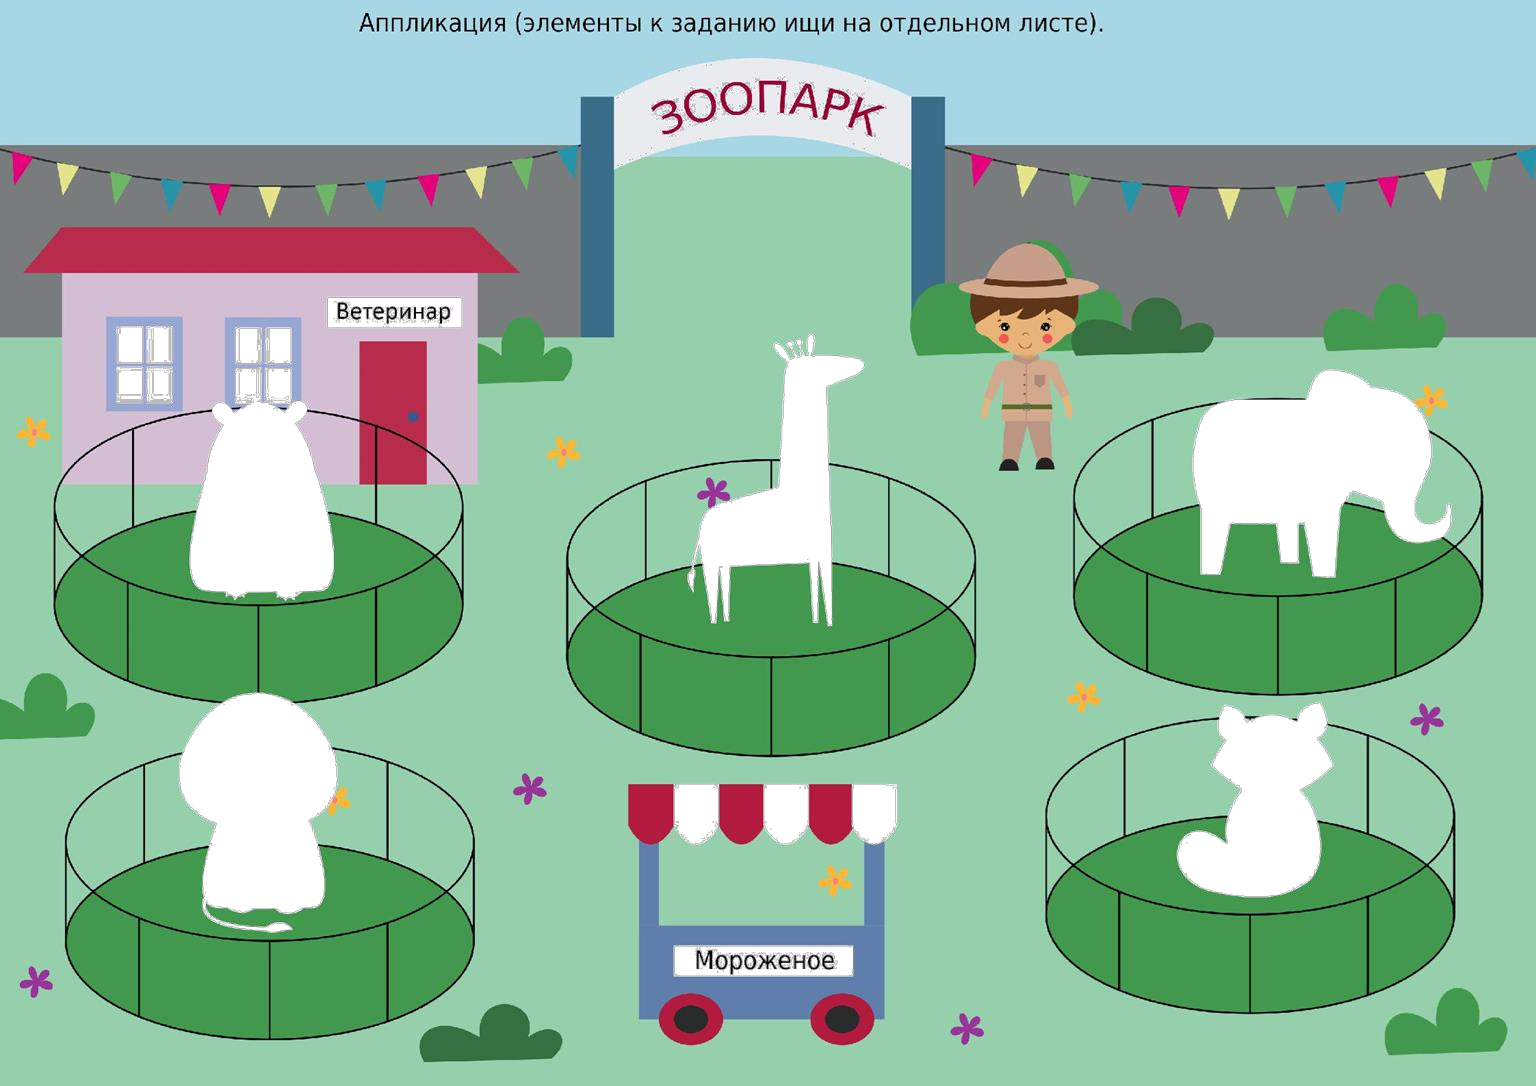 Аппликация (элементы к заданию ищи на отдельном листе).
ЗООПАРК
Ветеринар
Мороженое